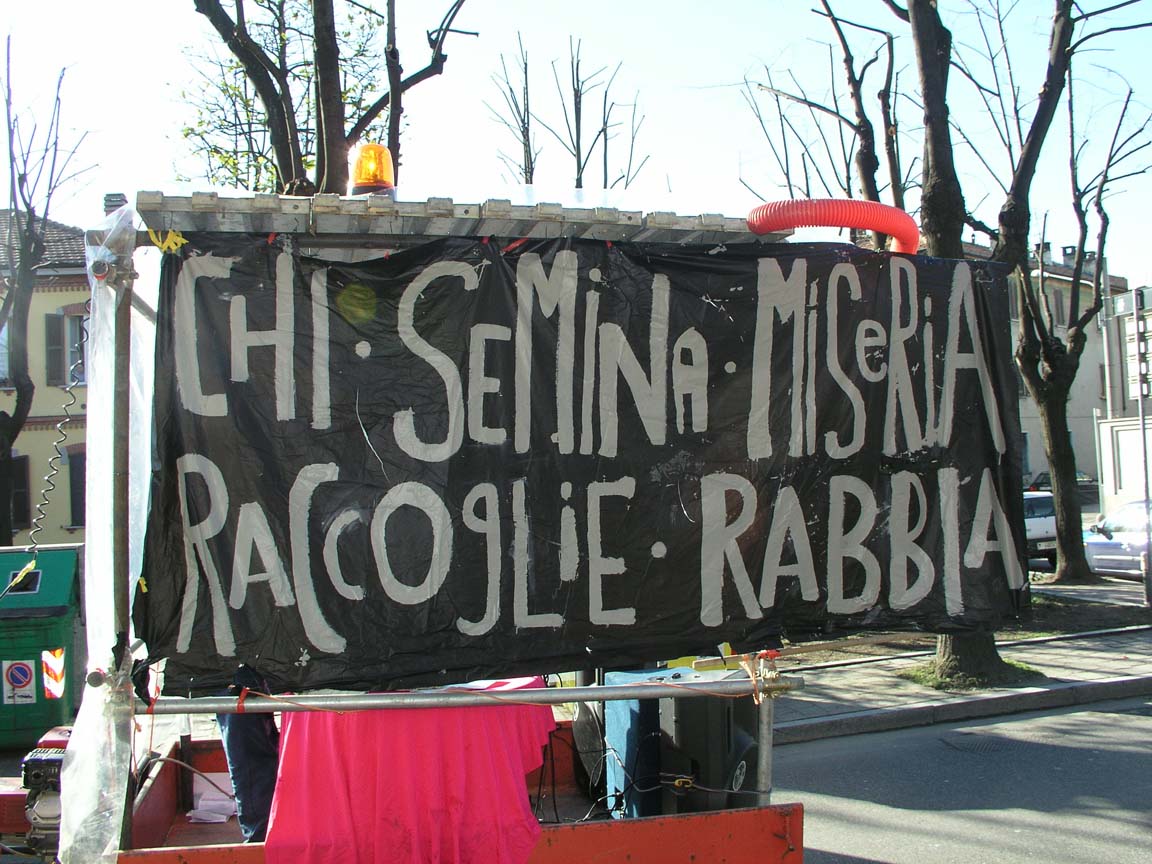 CHI · SEMiNA · MiSeRiA
RACCOgLiE · RABBIA